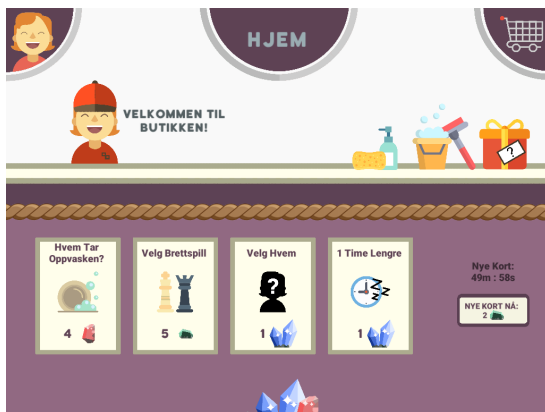 HJEM
VELKOMMEN TIL
BUTIKKEN!
?
Hvem Tar
Oppvasken?
4
Velg Brettspill
5
Velg Hvem
?
1
1 Time Lengre
z z z
1
Nye Kort:
49m : 58s
NYE KORT NÅ:
2